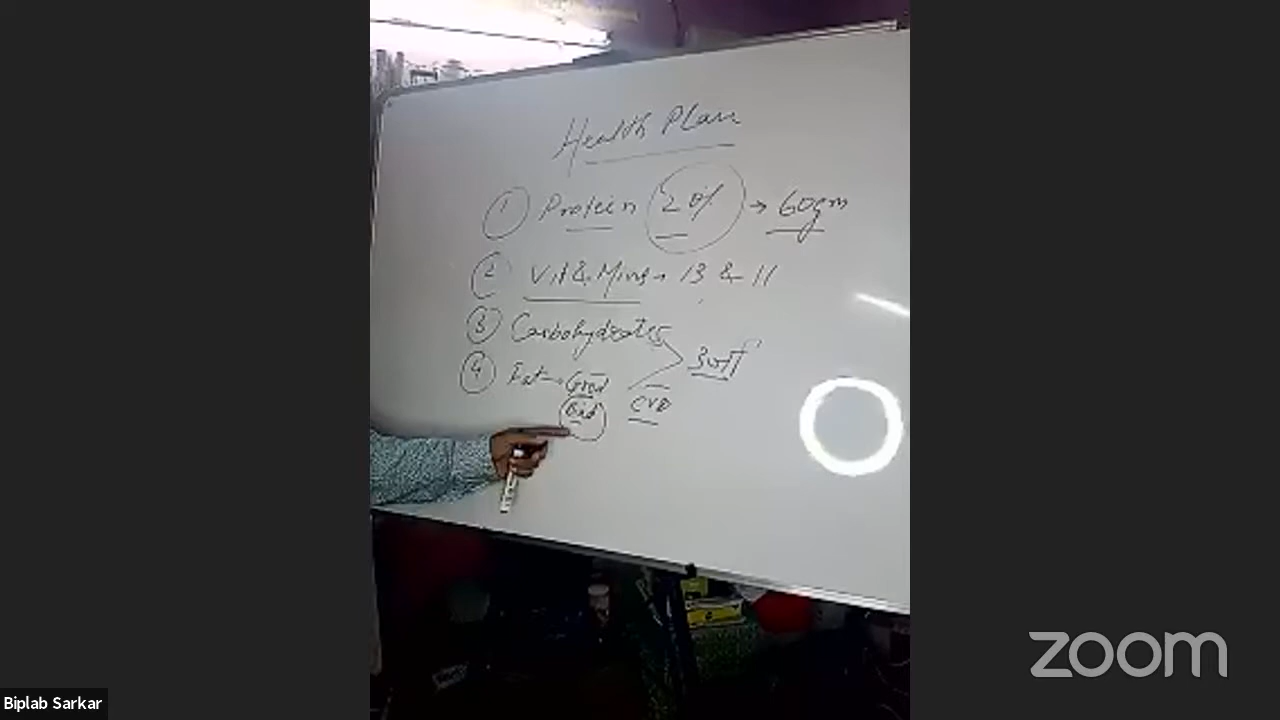 Health Plan
① Protein 20% → 60gm
② Vit & Mins → 13 & 11
③ Carbohydrates
④ Fat → Good
Bad
CVD
zoom
Biplab Sarkar